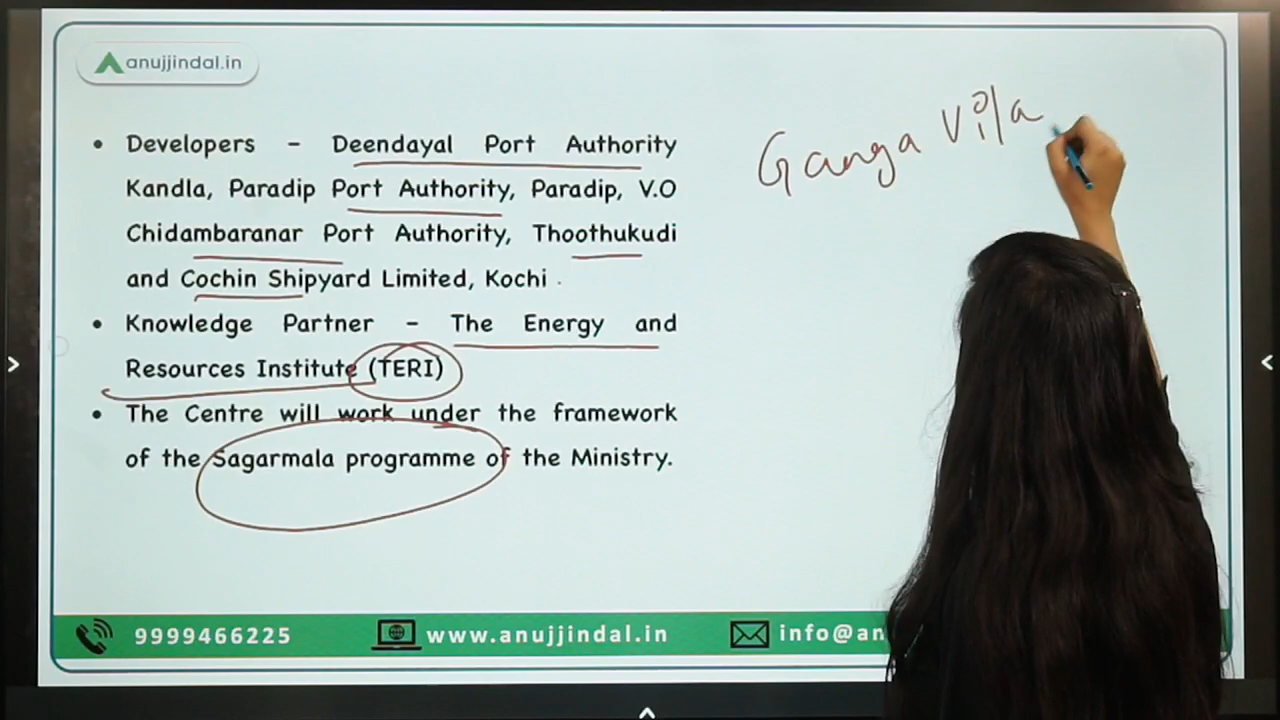 anujjindal.in
• Developers – Deendayal Port Authority
Kandla, Paradip Port Authority, Paradip, V.O
Chidambaranar Port Authority, Thoothukudi
and Cochin Shipyard Limited, Kochi .
• Knowledge Partner – The Energy and
Resources Institute (TERI)
• The Centre will work under the framework
of the Sagarmala programme of the Ministry.
Ganga Vila
9999466225
www.anujjindal.in
info@an